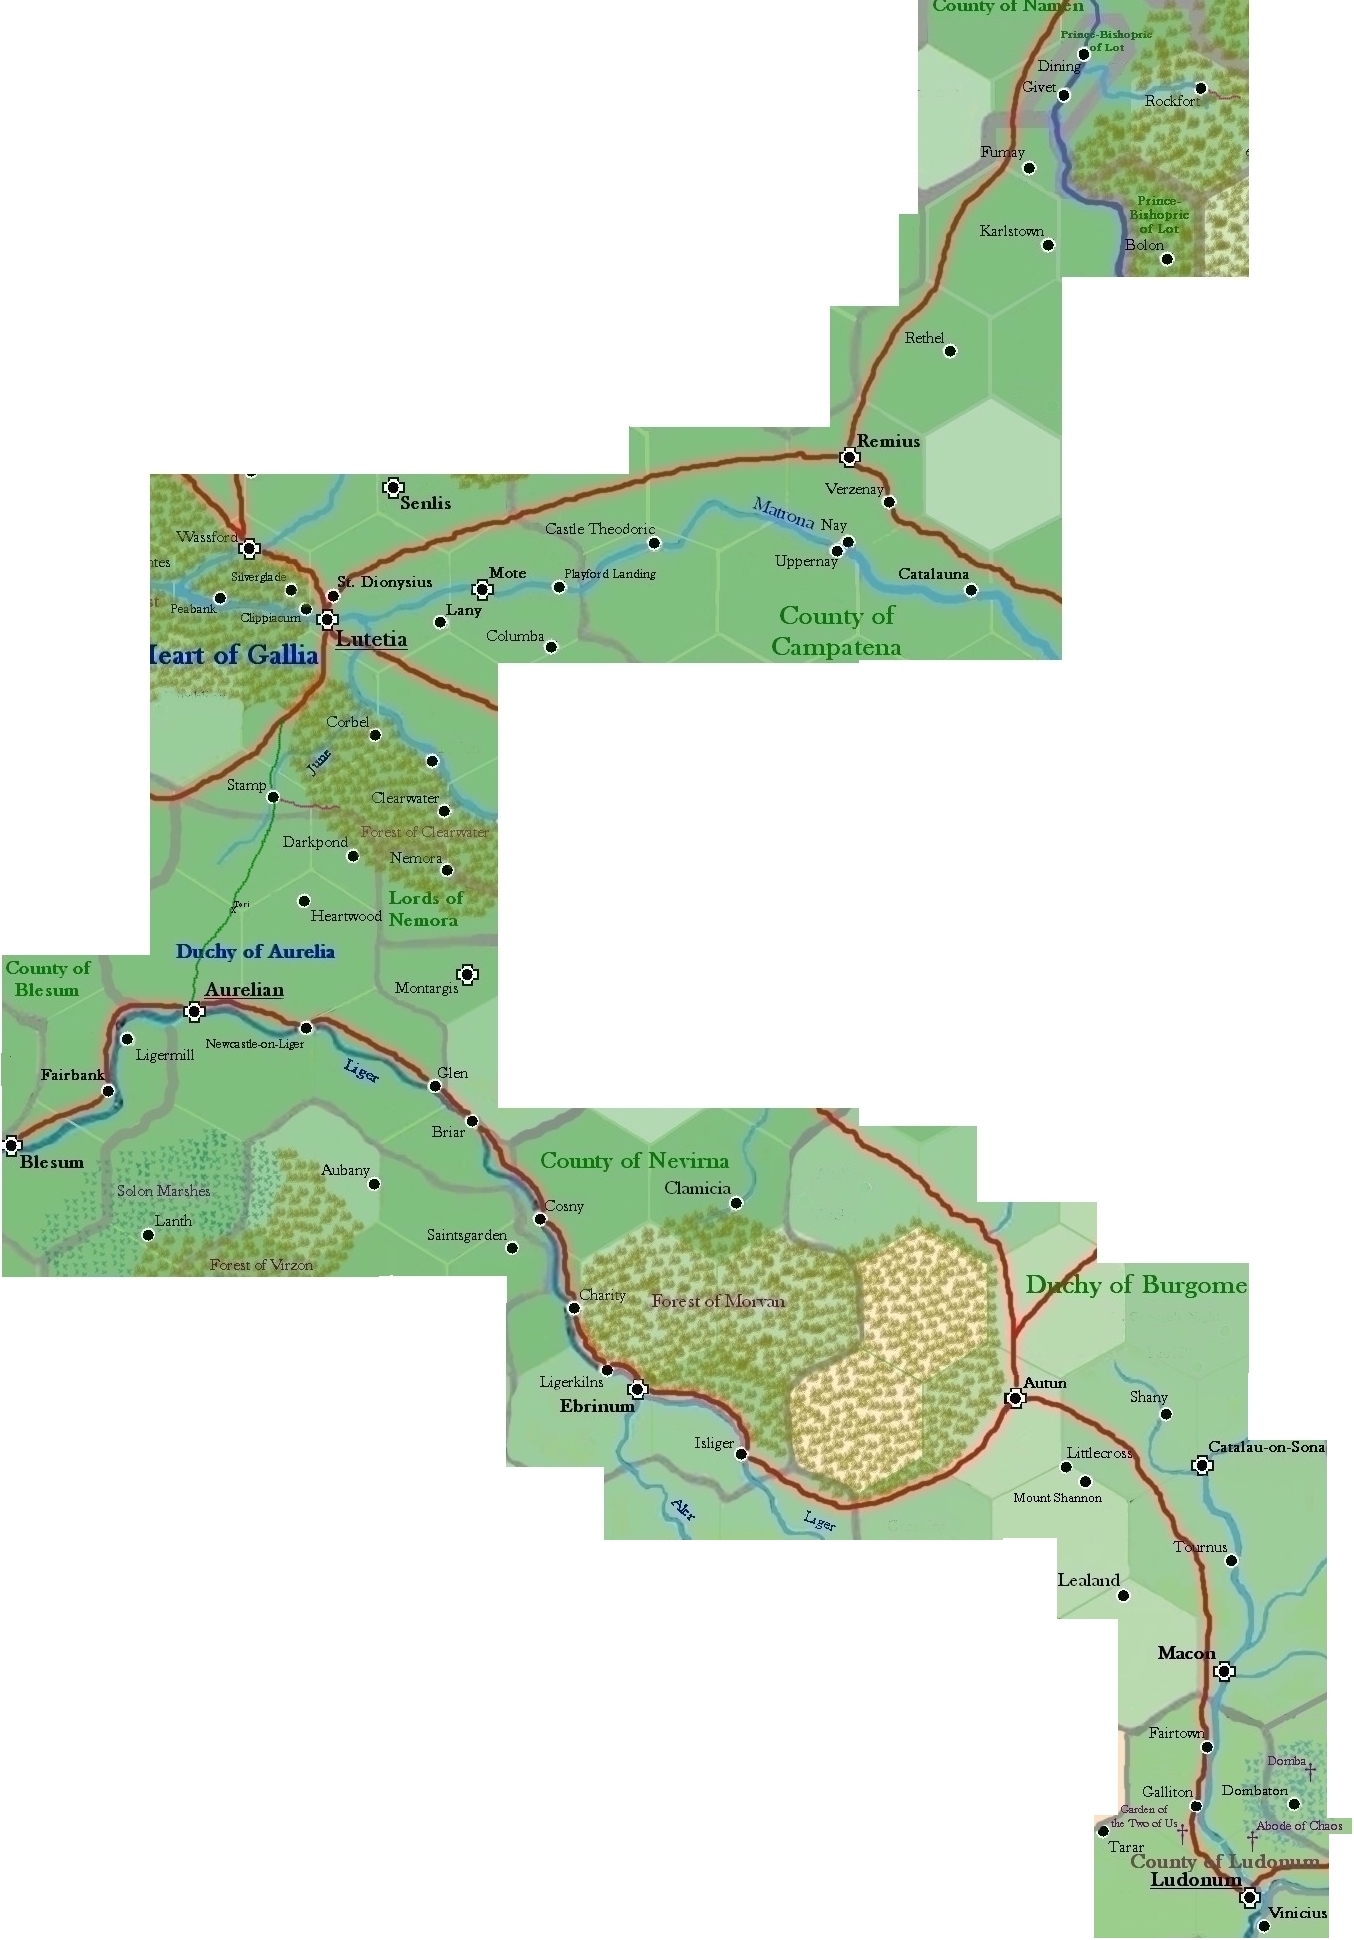 County of Namen
Prince-Bishopric
of Lot
Dining
Givet
Rockfort
Fumay
Prince-
Bishopric
of Lot
Karlstown
Bolon
Rethel
Remius
Verzenay
Senlis
Matrona
Nay
Castle Theodoric
Wassford
Uppernay
Silverglade
St. Dionysius
Mote
Playford Landing
Catalauna
Peabank
Clippiacum
Lany
County of
Campatena
Lutetia
Columba
Heart of Gallia
Corbel
June
Stamp
Clearwater
Forest of Clearwater
Darkpond
Nemora
Lords of
Nemora
Tori
Heartwood
Duchy of Aurelia
County of
Blesum
Aurelian
Montargis
Newcastle-on-Liger
Ligermill
Liger
Fairbank
Glen
Briar
Blesum
County of Nevirna
Aubany
Clamicia
Solon Marshes
Lanth
Cosny
Saintsgarden
Forest of Virzon
Charity
Forest of Morvan
Duchy of Burgome
Ligerkilns
Ebrinum
Autun
Shany
Isliger
Littlecross
Catalau-on-Sona
Mount Shannon
Aler
Liger
Tournus
Lealand
Macon
Fairtown
Domba
Galliton
Dombaton
Garden of
the Two of Us
Abode of Chaos
Tarar
County of Ludonum
Ludonum
Vinicius